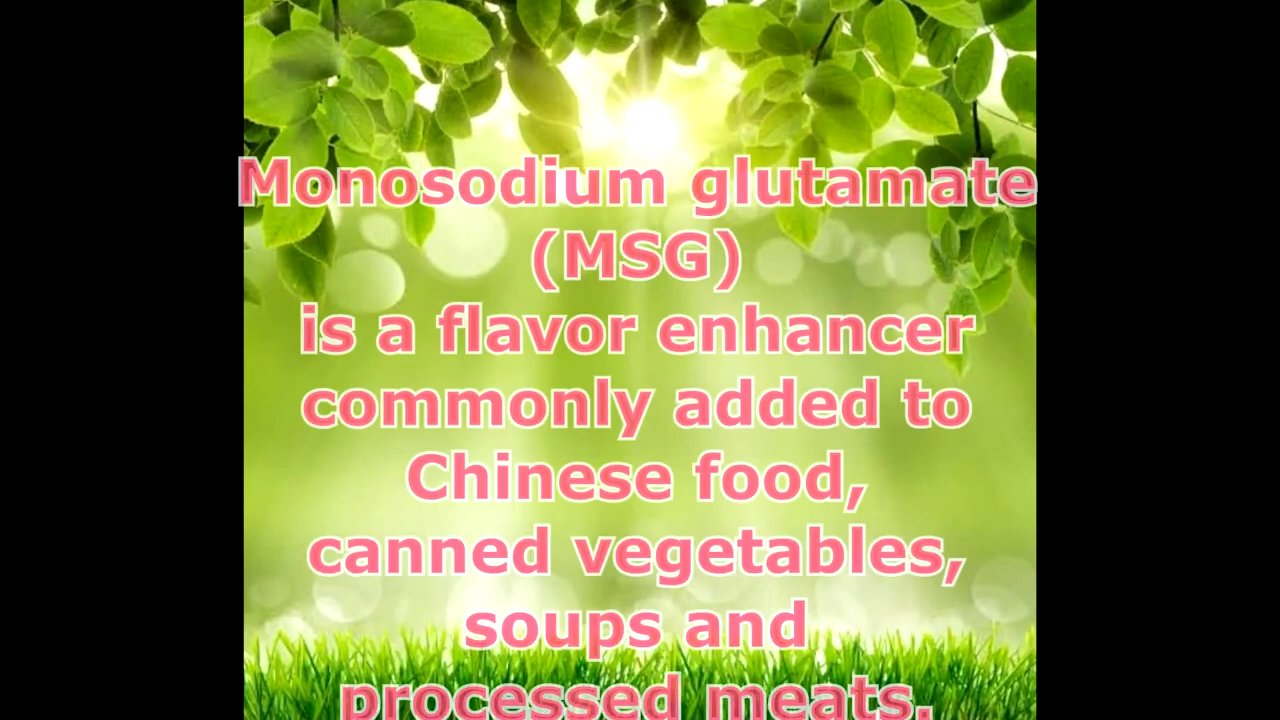 Monosodium glutamate
(MSG)
is a flavor enhancer
commonly added to
Chinese food,
canned vegetables,
soups and
processed meats.